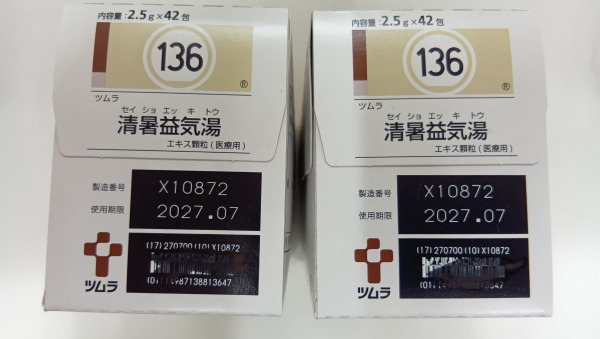 内容量:2.5g×42包
136
®
ツムラ
セイ ショ エッ キ トウ
清暑益気湯
エキス顆粒(医療用)
製造番号 X10872
使用期限 2027.07
(17)270700(10)X10872
ツムラ
内容量:2.5g×42包
136
®
ツムラ
セイ ショ エッ キ トウ
清暑益気湯
エキス顆粒(医療用)
製造番号 X10872
使用期限 2027.07
(17)270700(10)X10872
ツムラ